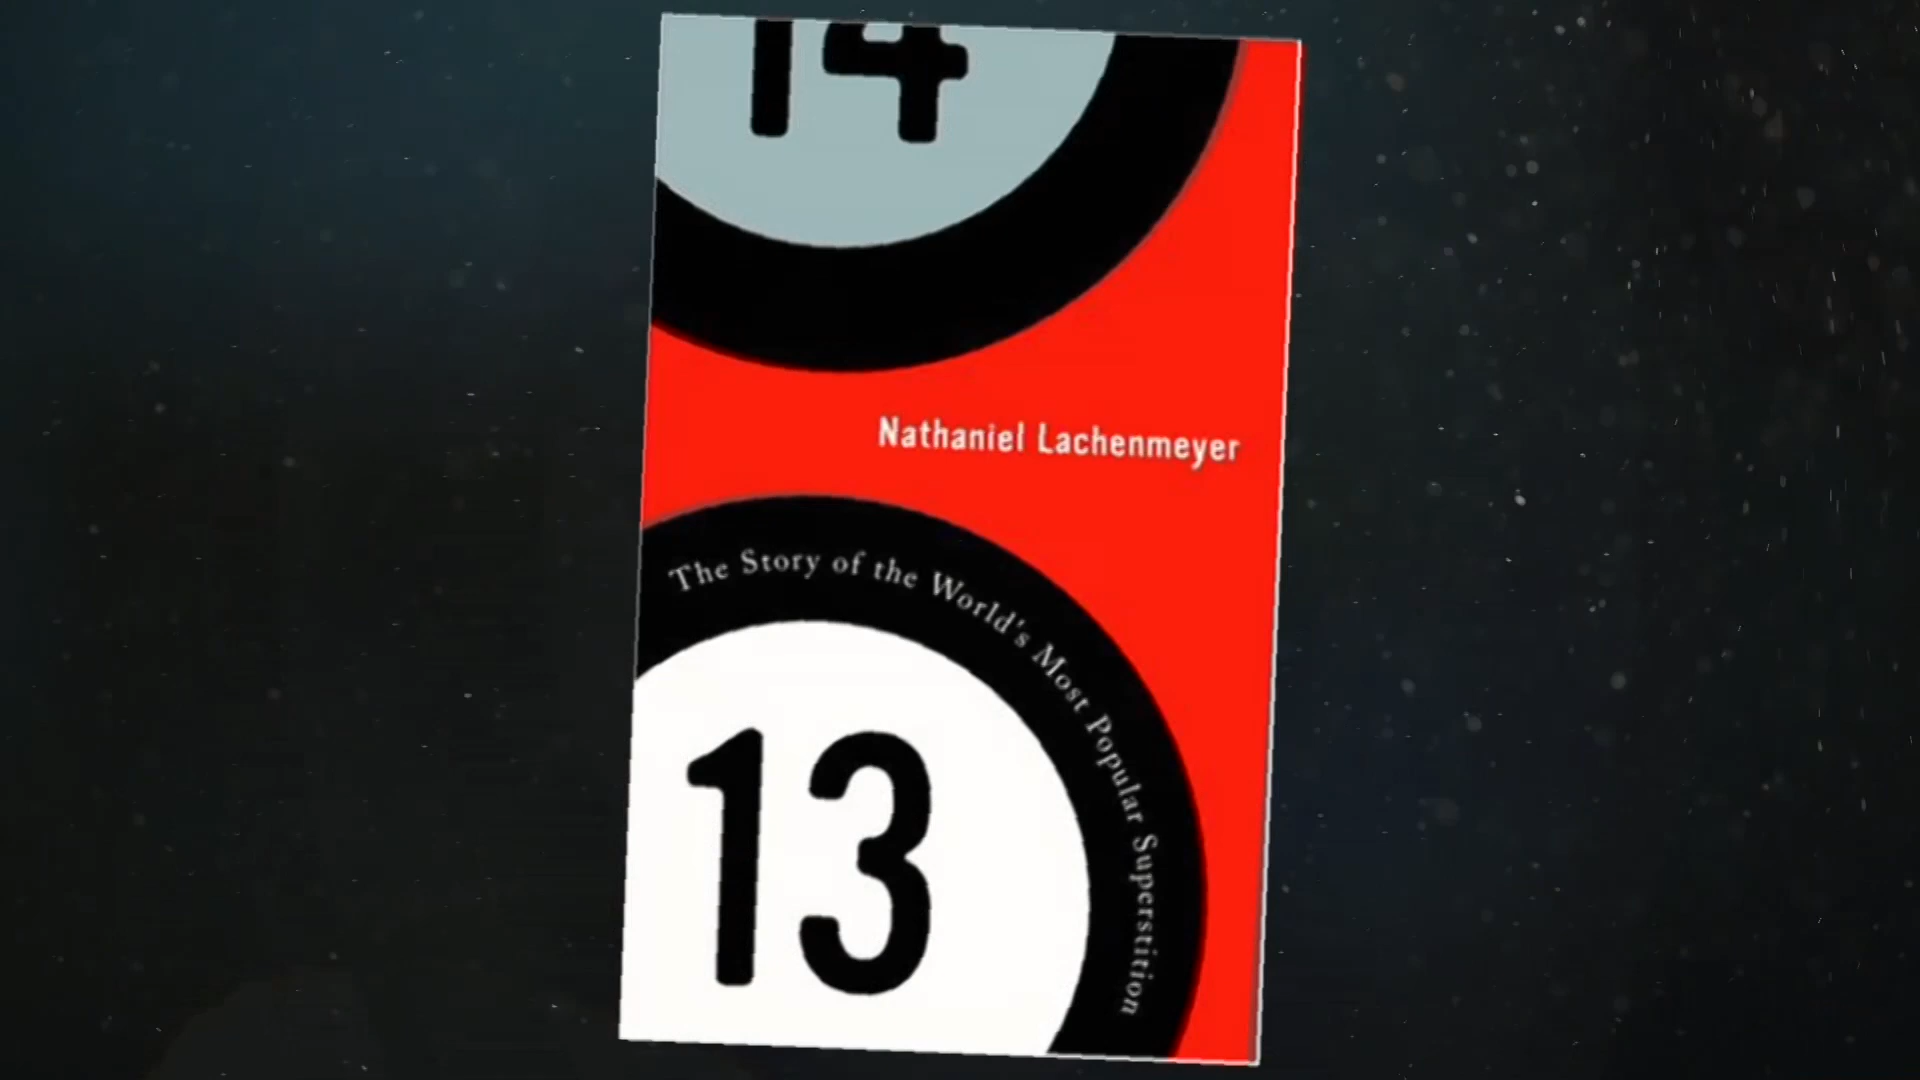 14
Nathaniel Lachenmeyer
The Story of the World's Most Popular Superstition
13